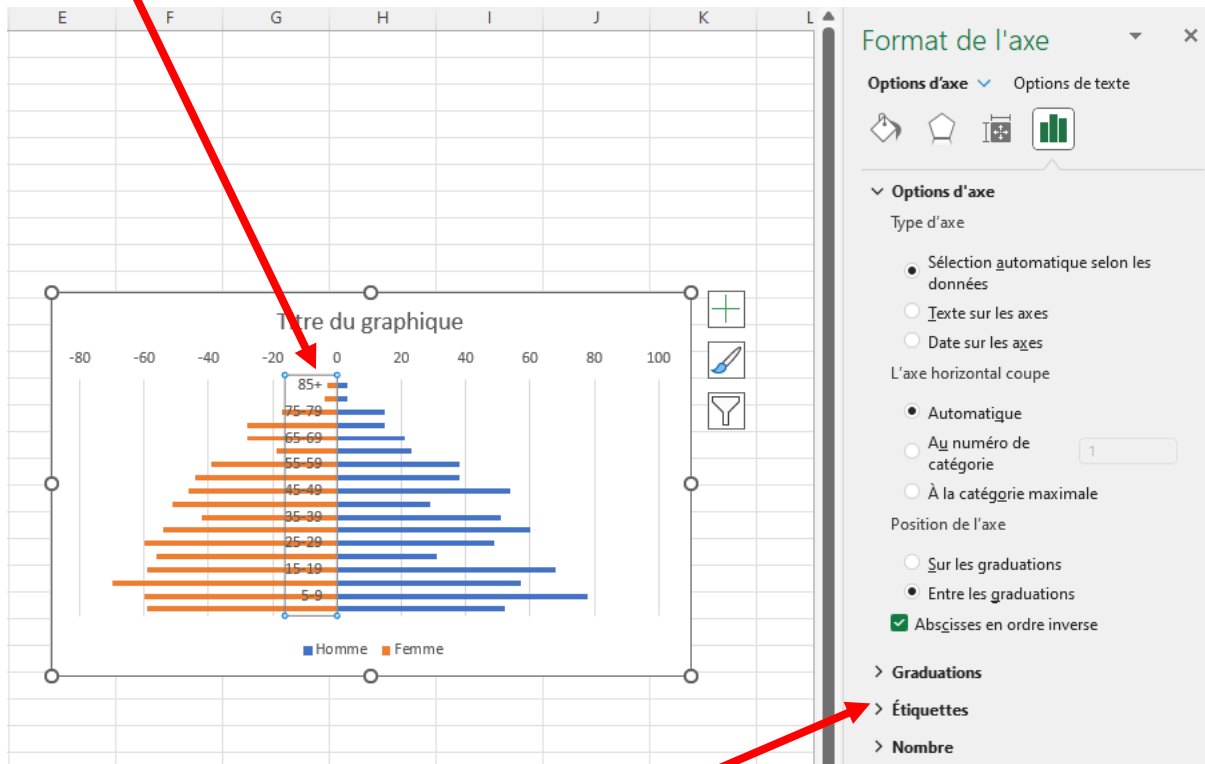 E F G H I J K L
Format de l'axe
Options d'axe Options de texte
Options d'axe
Type d'axe
Sélection automatique selon les
données
Texte sur les axes
Date sur les axes
L'axe horizontal coupe
Automatique
Au numéro de
catégorie
1
À la catégorie maximale
Position de l'axe
Sur les graduations
Entre les graduations
Abscisses en ordre inverse
Graduations
Étiquettes
Nombre
Titre du graphique
-80 -60 -40 -20 0 20 40 60 80 100
85+
75-79
65-69
55-59
45-49
35-39
25-29
15-19
5-9
Homme Femme